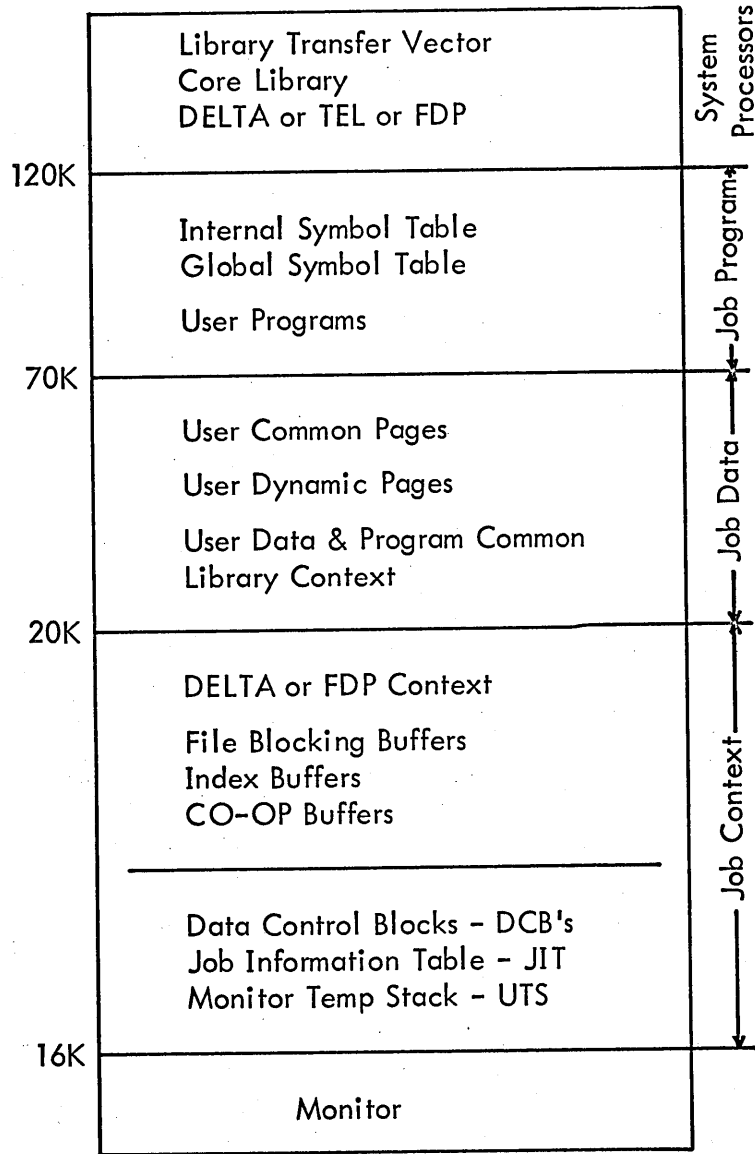 Library Transfer Vector
Core Library
DELTA or TEL or FDP
System
Processors
120K
Internal Symbol Table
Global Symbol Table
User Programs
Job Program
70K
User Common Pages
User Dynamic Pages
User Data & Program Common
Library Context
Job Data
20K
DELTA or FDP Context
File Blocking Buffers
Index Buffers
CO-OP Buffers
Data Control Blocks - DCB's
Job Information Table - JIT
Monitor Temp Stack - UTS
Job Context
16K
Monitor